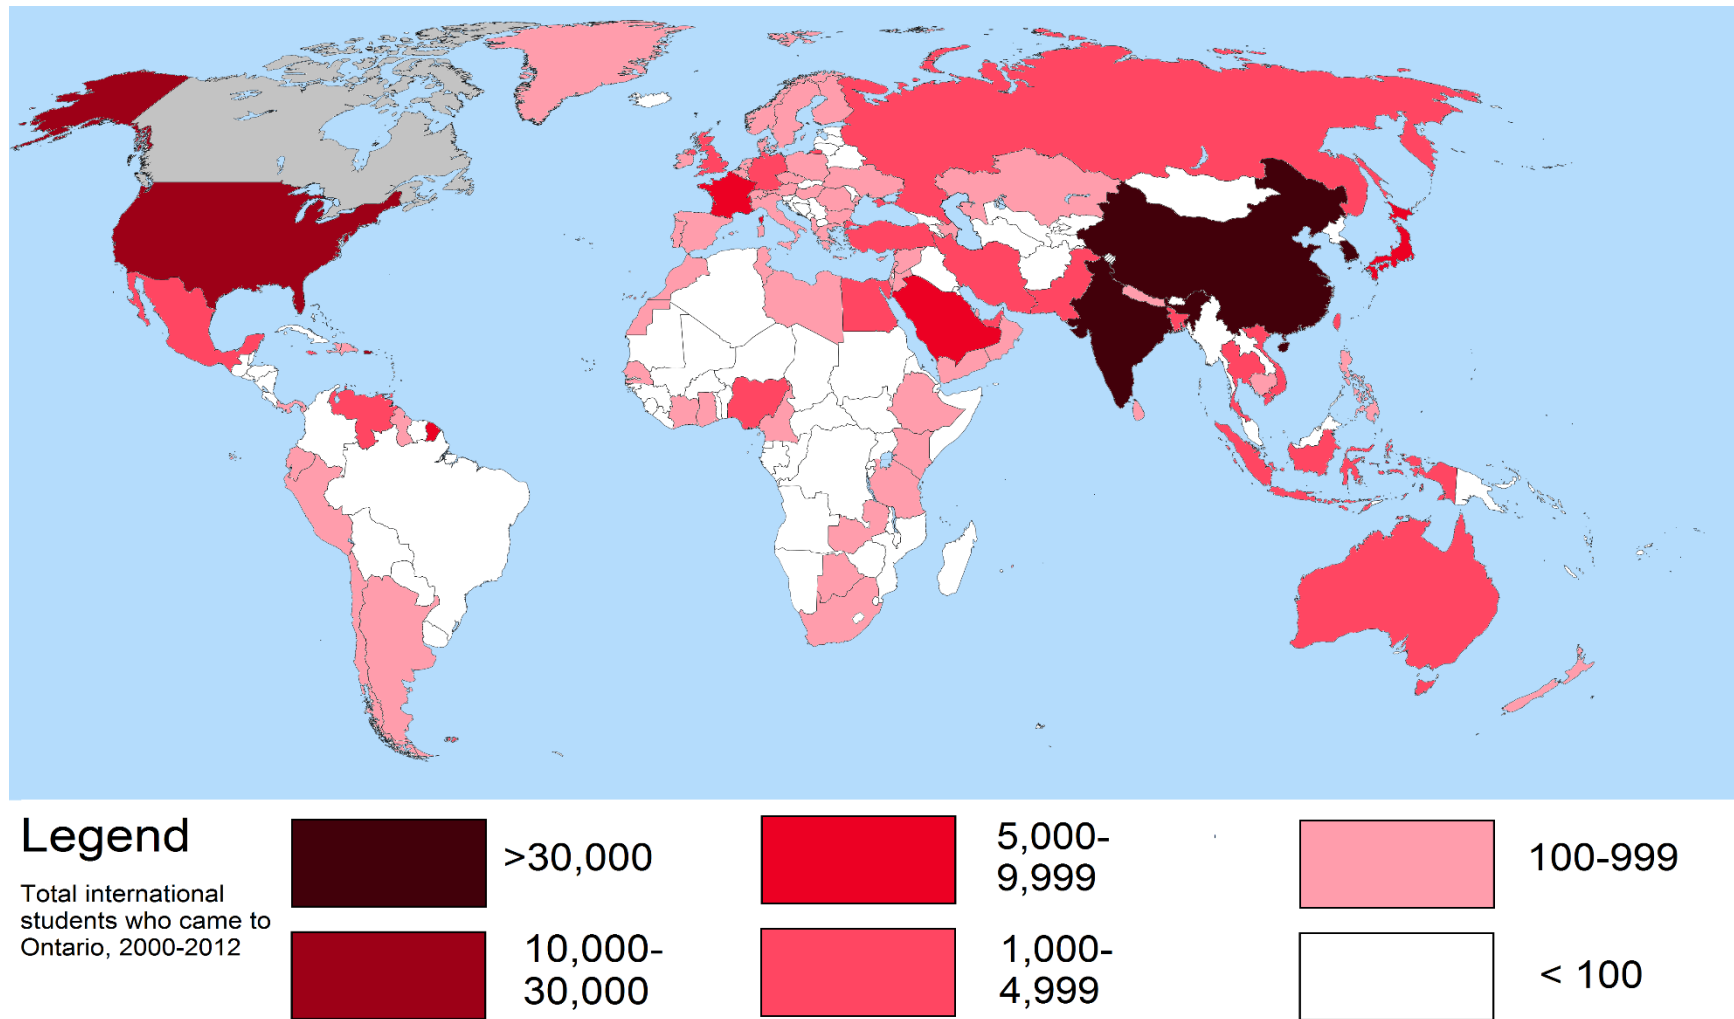 Legend
Total international
students who came to
Ontario, 2000-2012
>30,000
10,000-
30,000
5,000-
9,999
1,000-
4,999
100-999
< 100